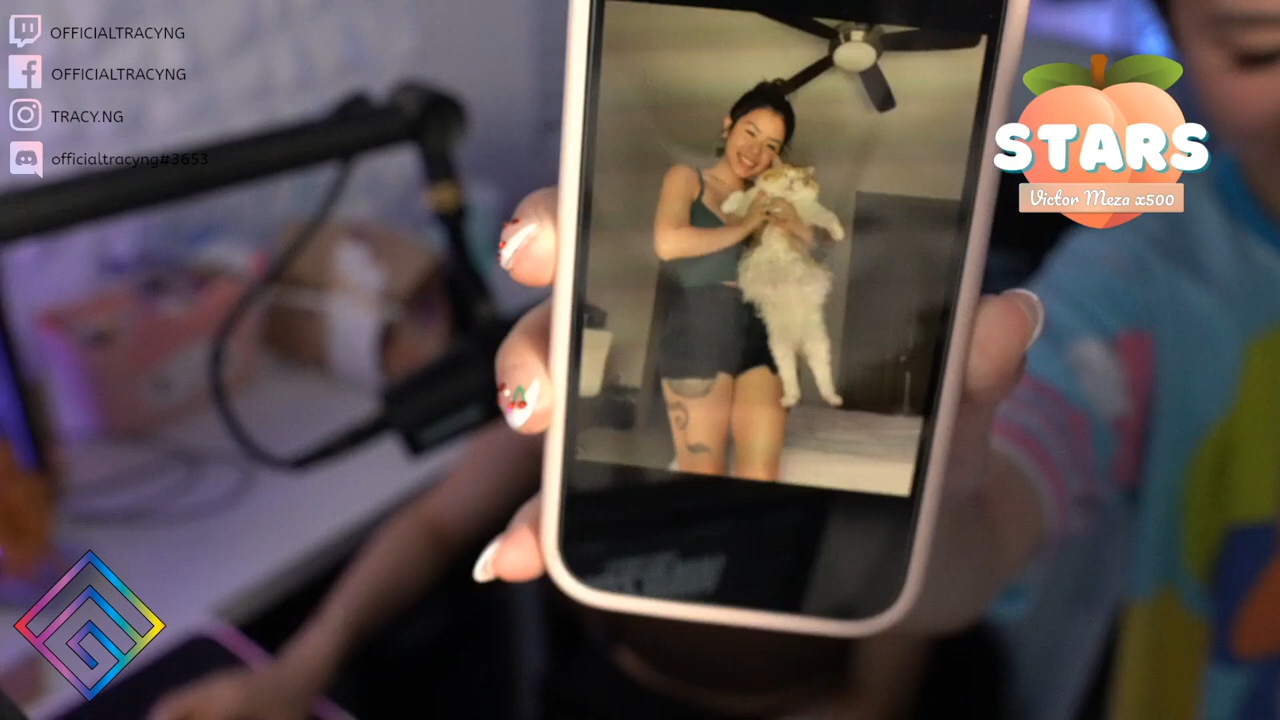 OFFICIALTRACYNG
OFFICIALTRACYNG
TRACY.NG
officialtracyng#3653
STARS
Victor Meza x500